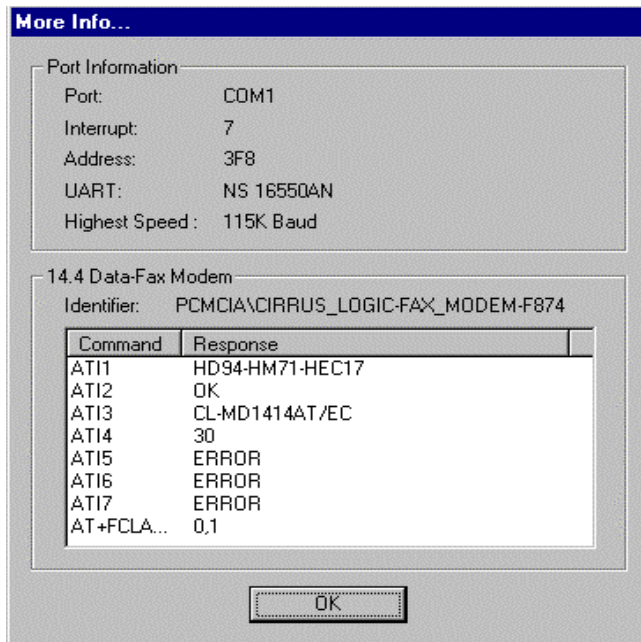 More Info...
Port Information
Port: COM1
Interrupt: 7
Address: 3F8
UART: NS 16550AN
Highest Speed : 115K Baud
14.4 Data-Fax Modem
Identifier: PCMCIA\CIRRUS_LOGIC-FAX_MODEM-F874
Command Response
ATI1 HD94-HM71-HEC17
ATI2 OK
ATI3 CL-MD1414AT/EC
ATI4 30
ATI5 ERROR
ATI6 ERROR
ATI7 ERROR
AT+FCLA... 0,1
OK